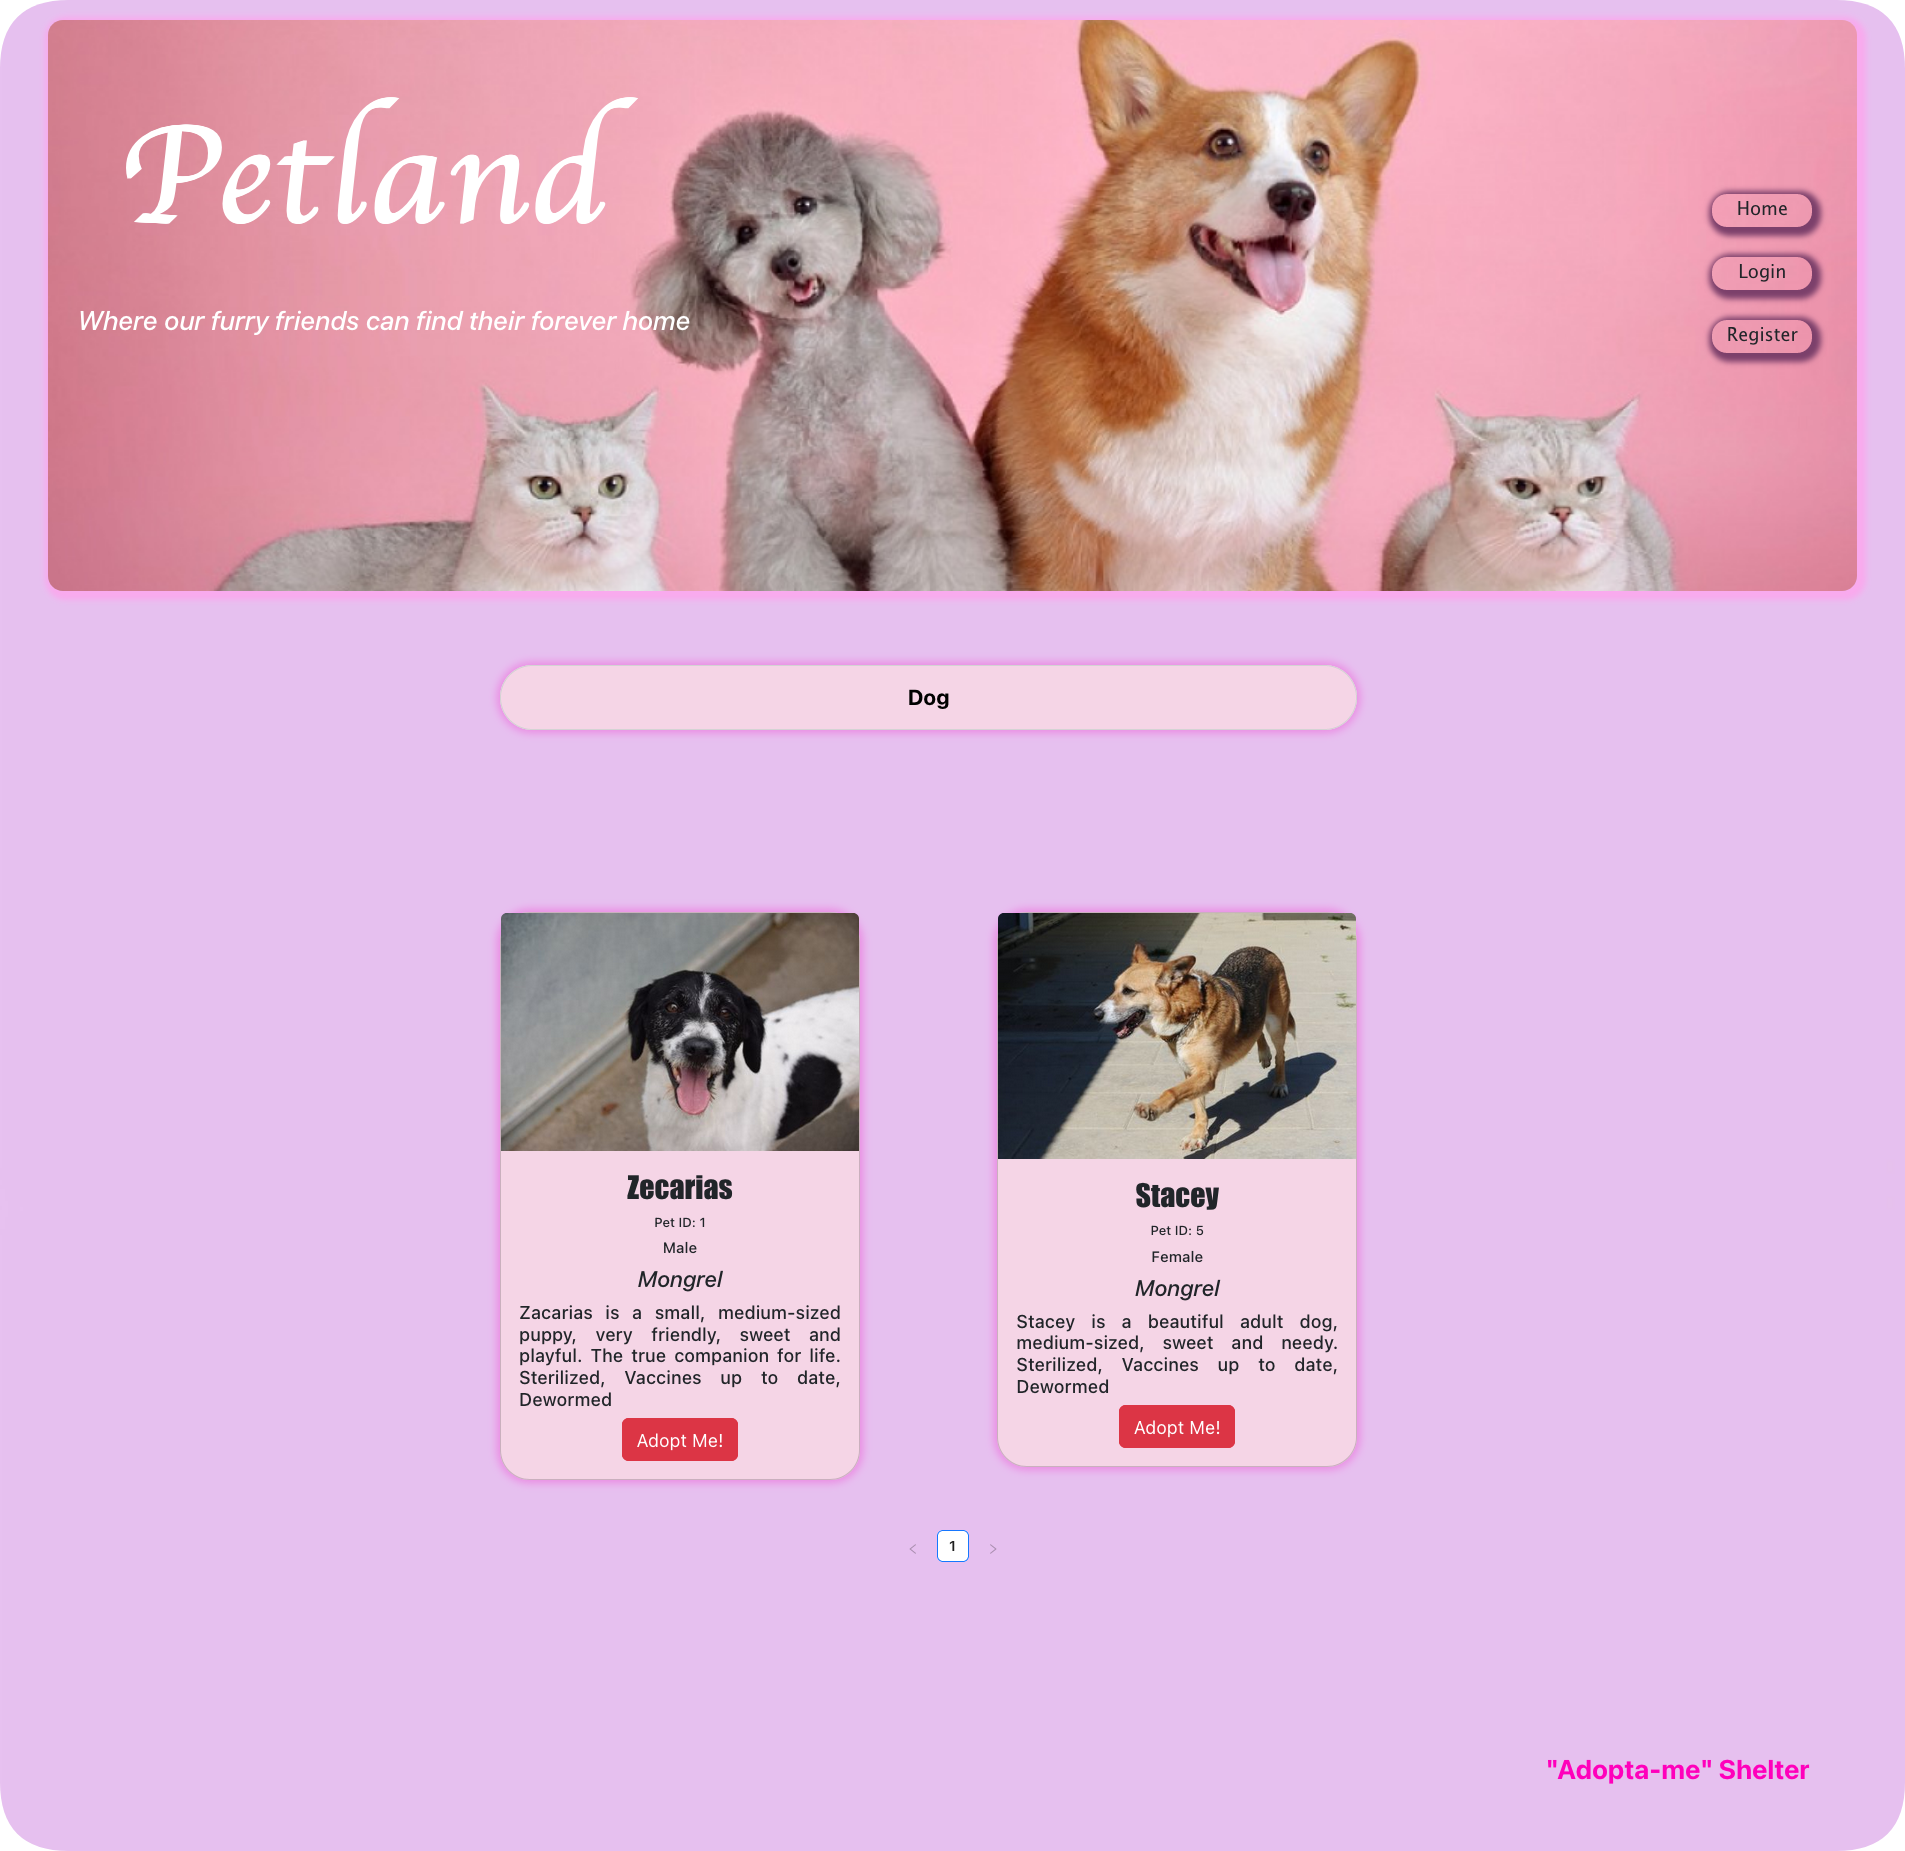 Petland
Where our furry friends can find their forever home
Home
Login
Register
Dog
Zecarias
Pet ID: 1
Male
Mongrel
Zacarias is a small, medium-sized
puppy, very friendly, sweet and
playful. The true companion for life.
Sterilized, Vaccines up to date,
Dewormed
Adopt Me!
Stacey
Pet ID: 5
Female
Mongrel
Stacey is a beautiful adult dog,
medium-sized, sweet and needy.
Sterilized, Vaccines up to date,
Dewormed
Adopt Me!
< 1 >
"Adopta-me" Shelter